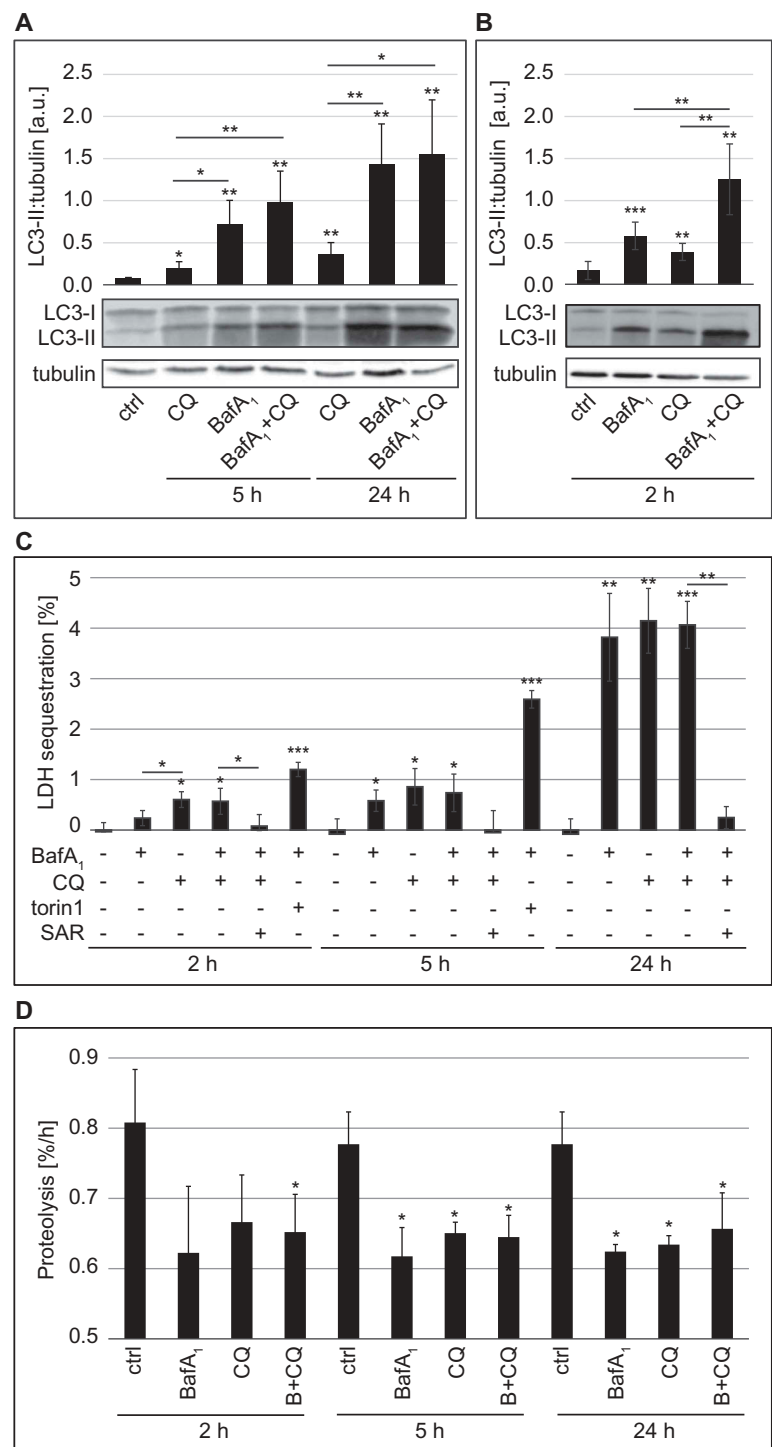 A
LC3-II:tubulin [a.u.]
2.5
2.0
1.5
1.0
0.5
0.0
* ** ** * ** * ** ** ** **
LC3-I
LC3-II
tubulin
ctrl CQ BafA₁ BafA₁+CQ CQ BafA₁ BafA₁+CQ
5 h 24 h
B
LC3-II:tubulin [a.u.]
2.5
2.0
1.5
1.0
0.5
0.0
*** ** ** ** **
LC3-I
LC3-II
tubulin
ctrl BafA₁ CQ BafA₁+CQ
2 h
C
LDH sequestration [%]
5
4
3
2
1
0
* * * * *** * * * *** ** ** *** **
BafA₁ - + - + + + - + - + + + - + - + +
CQ - - + + + - - - + + + - - - + + +
torin1 - - - - - + - - - - - + - - - - -
SAR - - - - + - - - - - + - - - - - +
2 h 5 h 24 h
D
Proteolysis [%/h]
0.9
0.8
0.7
0.6
0.5
* * * * * * *
ctrl BafA₁ CQ B+CQ ctrl BafA₁ CQ B+CQ ctrl BafA₁ CQ B+CQ
2 h 5 h 24 h